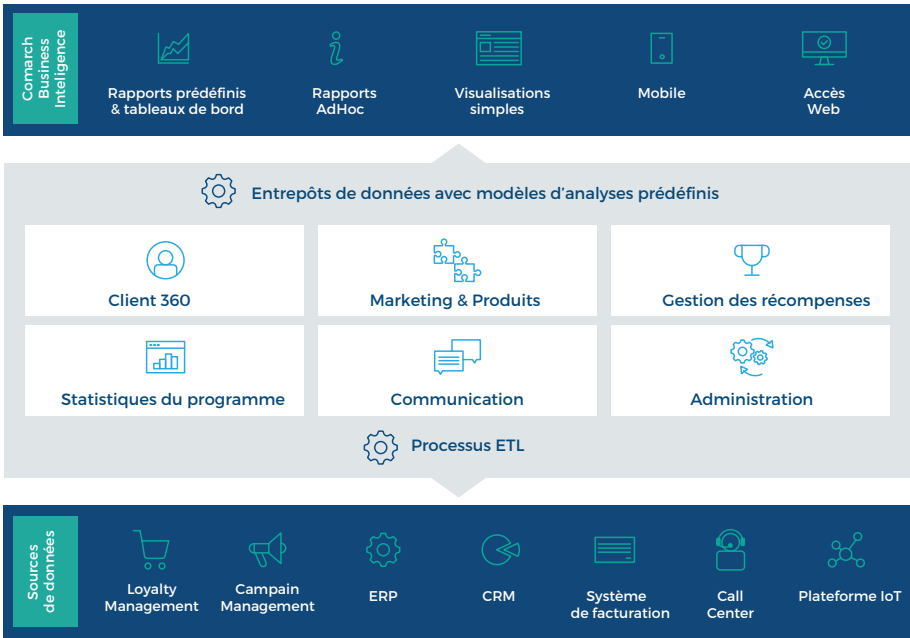 Comarch
Business
Inteligence
Rapports prédéfinis
& tableaux de bord
Rapports
AdHoc
Visualisations
simples
Mobile
Accès
Web
Entrepôts de données avec modèles d'analyses prédéfinis
Client 360
Marketing & Produits
Gestion des récompenses
Statistiques du programme
Communication
Administration
Processus ETL
Sources
de données
Loyalty
Management
Campain
Management
ERP
CRM
Système
de facturation
Call
Center
Plateforme IoT